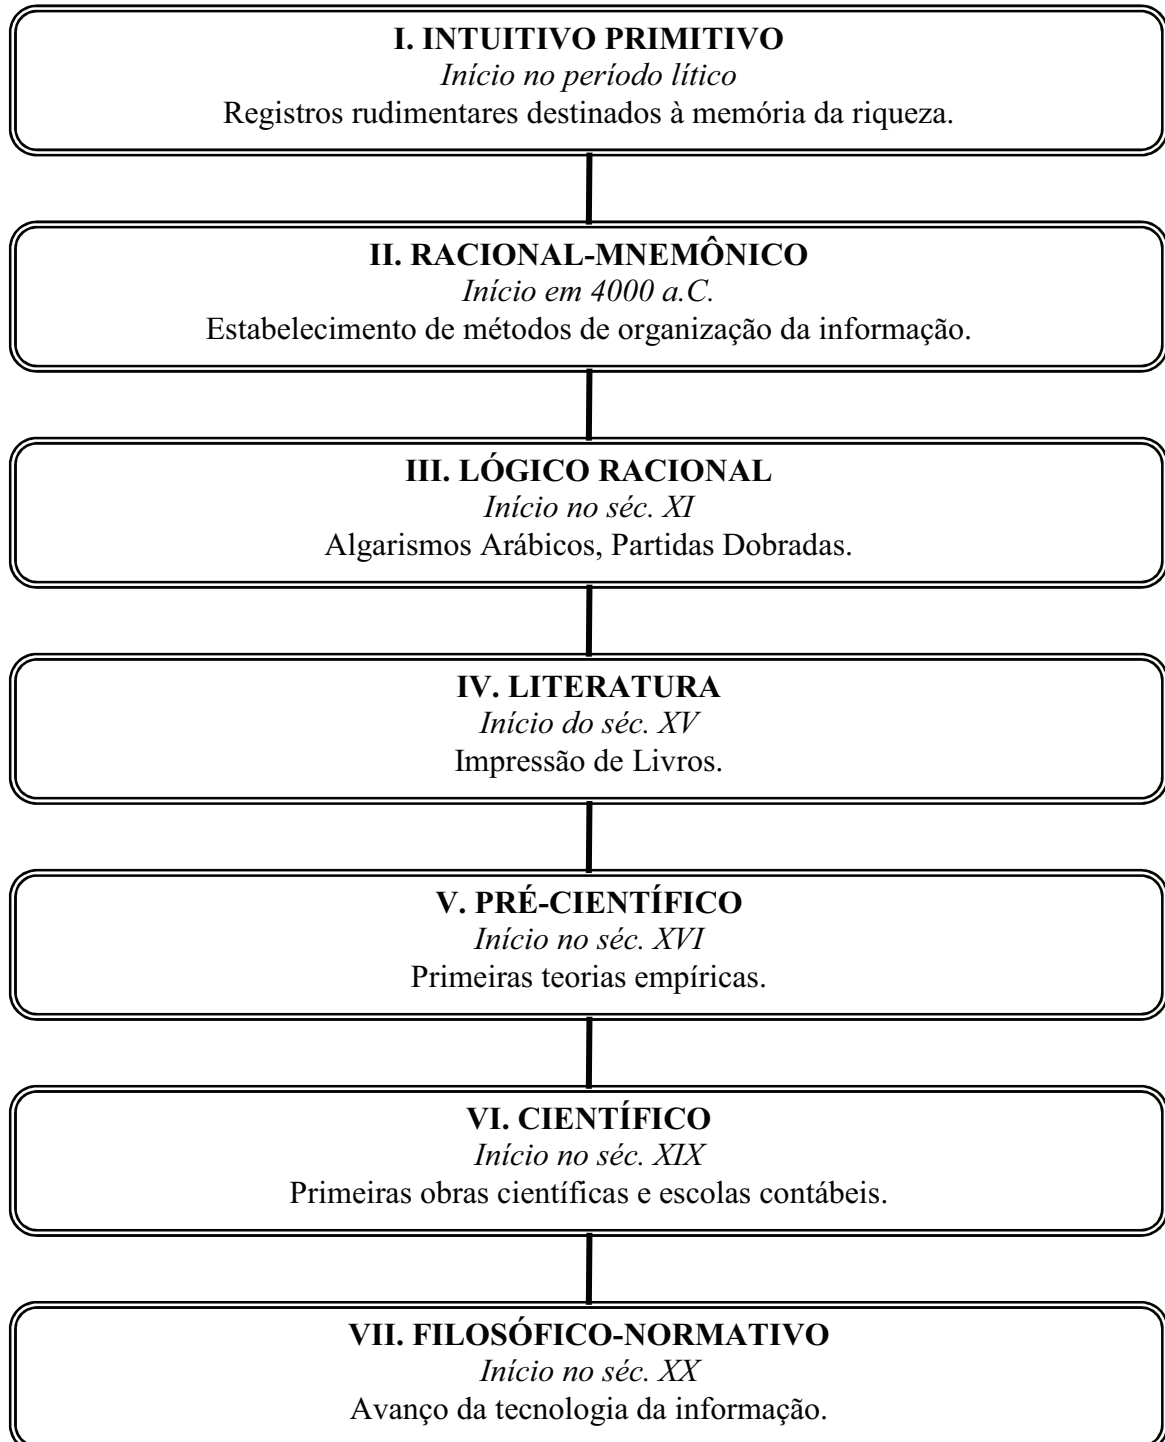 I. INTUITIVO PRIMITIVO
Início no período lítico
Registros rudimentares destinados à memória da riqueza.
II. RACIONAL-MNEMÔNICO
Início em 4000 a.C.
Estabelecimento de métodos de organização da informação.
III. LÓGICO RACIONAL
Início no séc. XI
Algarismos Arábicos, Partidas Dobradas.
IV. LITERATURA
Início do séc. XV
Impressão de Livros.
V. PRÉ-CIENTÍFICO
Início no séc. XVI
Primeiras teorias empíricas.
VI. CIENTÍFICO
Início no séc. XIX
Primeiras obras científicas e escolas contábeis.
VII. FILOSÓFICO-NORMATIVO
Início no séc. XX
Avanço da tecnologia da informação.